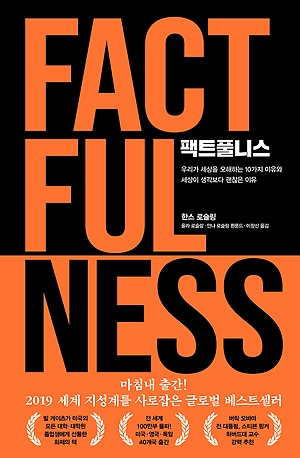 FACT
팩트풀니스
우리가 세상을 오해하는 10가지 이유와
세상이 생각보다 괜찮은 이유
FUL
한스 로슬링
올라 로슬링 · 안나 로슬링 뢴룬드 · 이창신 옮김
NESS
마침내 출간!
2019 세계 지성계를 사로잡은 글로벌 베스트셀러
빌 게이츠가 미국의
모든 대학 · 대학원
졸업생에게 선물한
화제의 책
전 세계
100만부 돌파!
미국 · 영국 · 독일
40개국 출간
버락 오바마
전 대통령, 스티븐 핑커
하버드대 교수
강력 추천